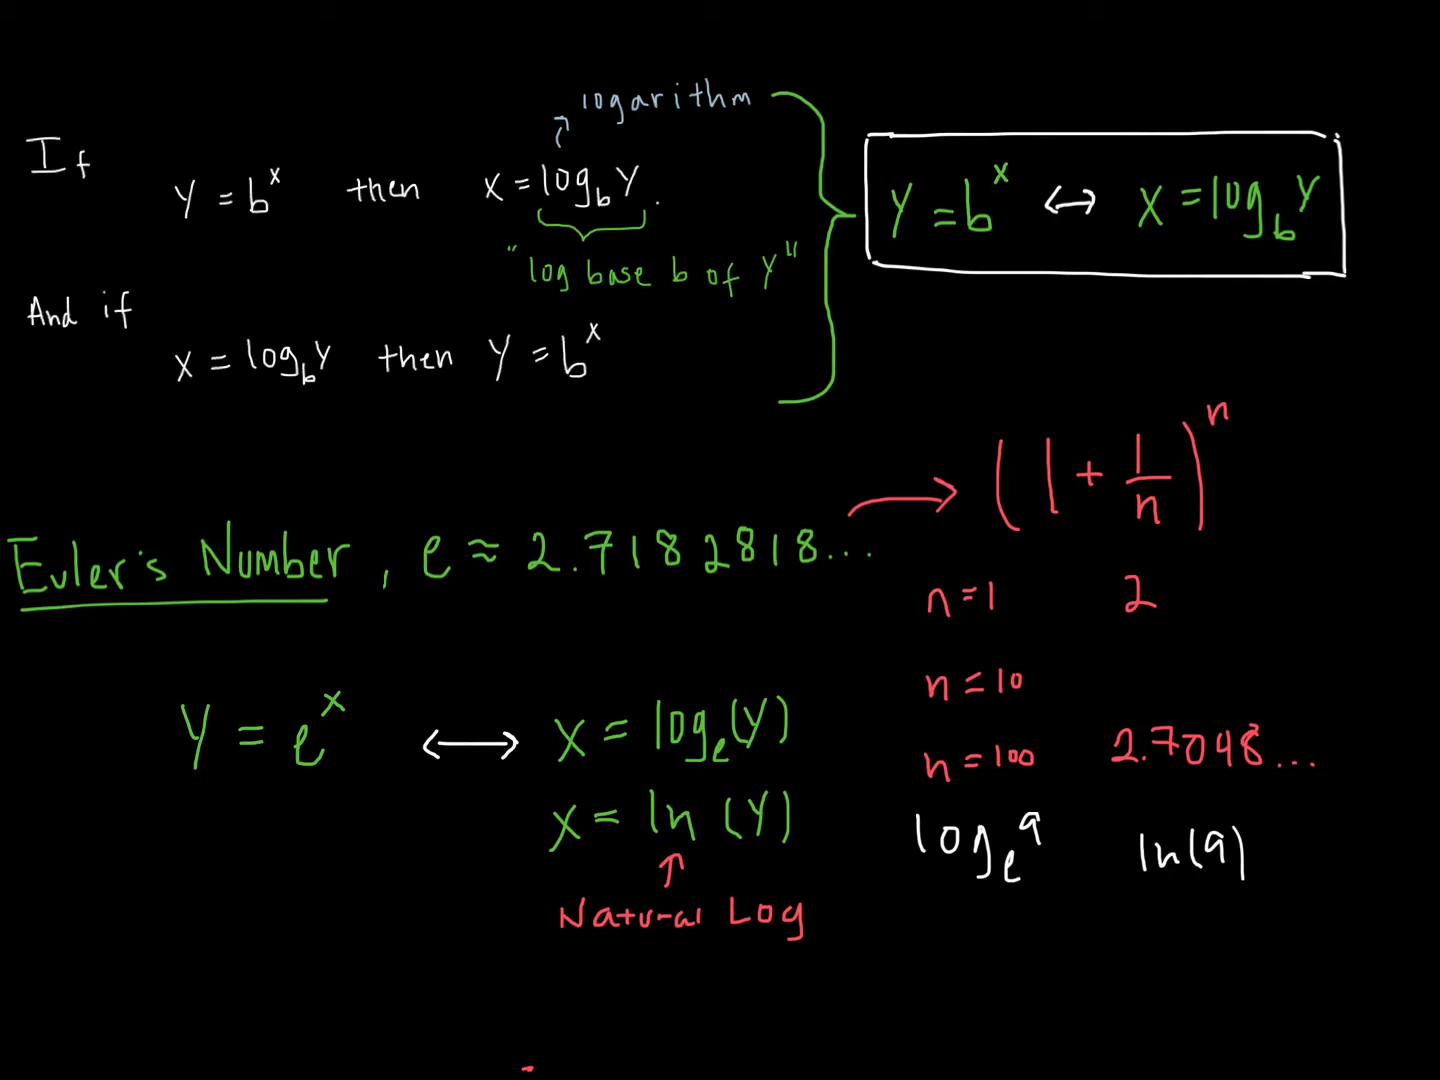 logarithm
If
y = b^x then x = log_b y.
"log base b of y"
y = b^x ↔ x = log_b y
And if
x = log_b y then y = b^x
(1 + 1/n)^n
Euler's Number, e ≈ 2.7182818...
n = 1 2
n = 10
n = 100 2.7048...
y = e^x ↔ x = log_e(y)
x = ln (y)
Natural Log
log_e 9 ln(9)